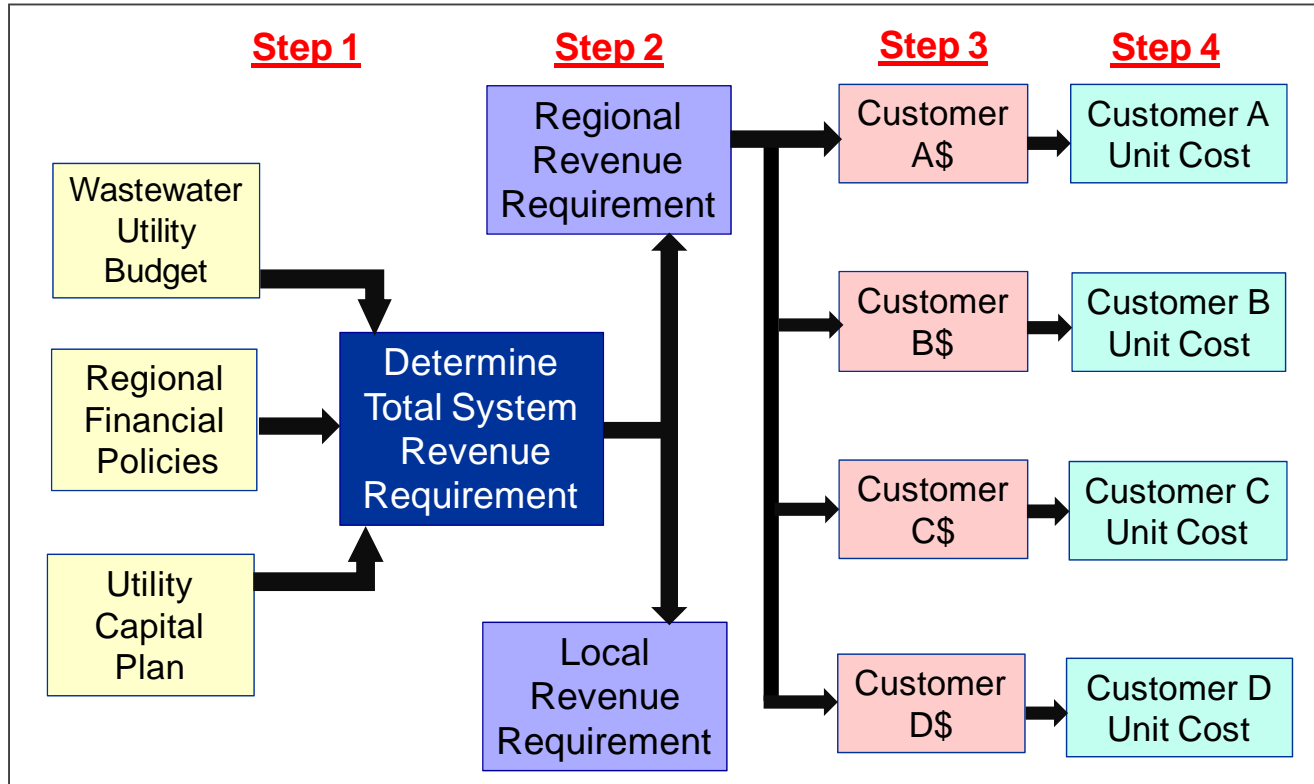 Step 1
Step 2
Step 3
Step 4
Wastewater
Utility
Budget
Regional
Financial
Policies
Utility
Capital
Plan
Determine
Total System
Revenue
Requirement
Regional
Revenue
Requirement
Local
Revenue
Requirement
Customer
A$
Customer
B$
Customer
C$
Customer
D$
Customer A
Unit Cost
Customer B
Unit Cost
Customer C
Unit Cost
Customer D
Unit Cost